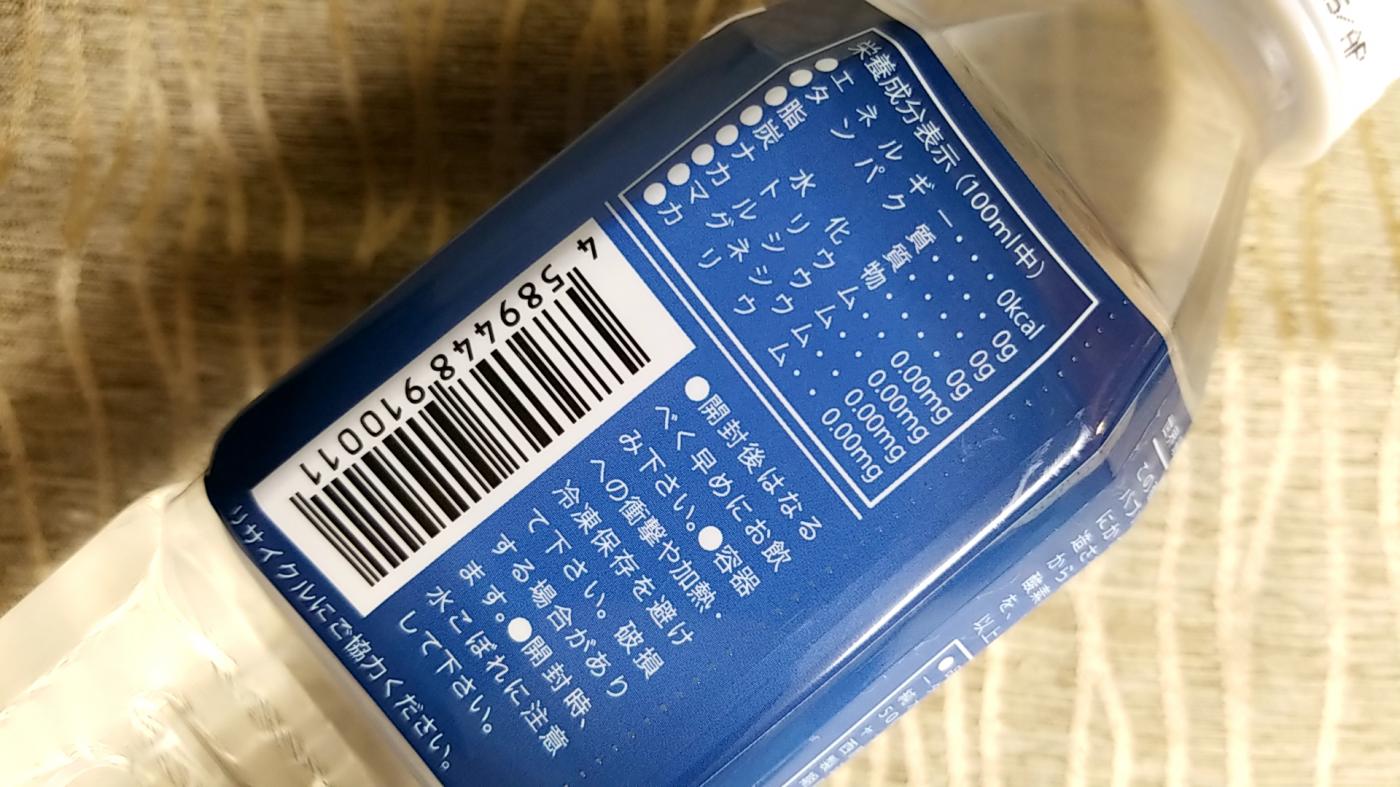 栄養成分表示（100ml中）
●エネルギー・・・0kcal
●タンパク質・・・・0g
●脂質・・・・0g
●炭水化物・・・・0g
●ナトリウム・・・0.00mg
●カルシウム・・0.00mg
●マグネシウム・・0.00mg
●カリウム・・0.00mg
4589448910011
●開封後はなる
べく早めにお飲
み下さい。●容器
への衝撃や加熱・
冷凍保存を避け
て下さい。破損
する場合があり
ます。●開封時、
水こぼれに注意
して下さい。
リサイクルにご協力ください。